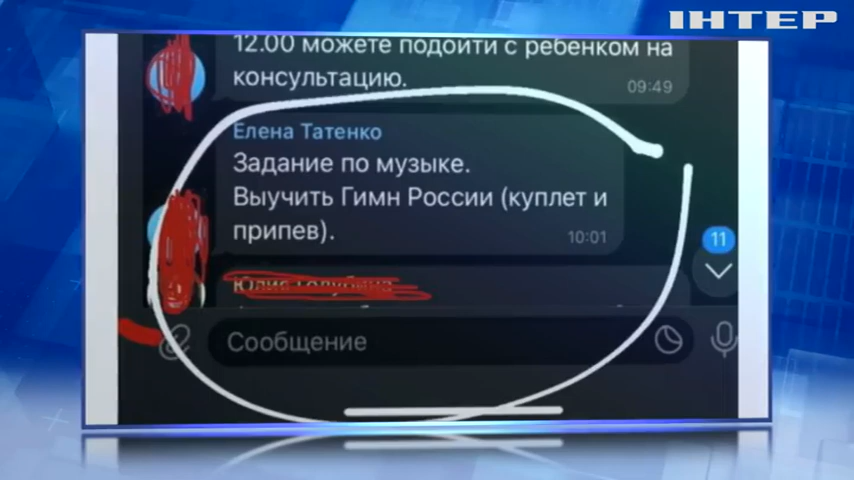 ІНТЕР
12.00 можете подойти с ребенком на
консультацию.
09:49
Елена Татенко
Задание по музыке.
Выучить Гимн России (куплет и
припев).
10:01
11
Сообщение